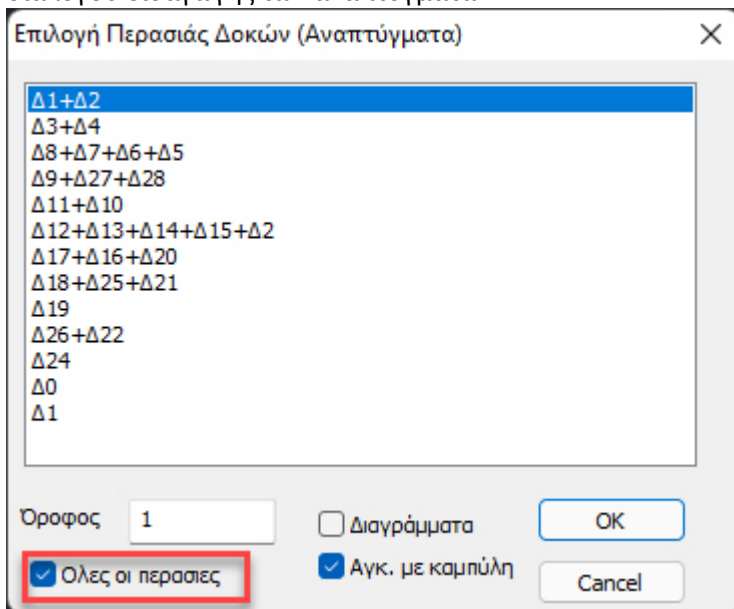 Επιλογή Περασιάς Δοκών (Αναπτύγματα)
Δ1+Δ2
Δ3+Δ4
Δ8+Δ7+Δ6+Δ5
Δ9+Δ27+Δ28
Δ11+Δ10
Δ12+Δ13+Δ14+Δ15+Δ2
Δ17+Δ16+Δ20
Δ18+Δ25+Δ21
Δ19
Δ26+Δ22
Δ24
Δ0
Δ1
Όροφος 1 Διαγράμματα OK
Ολες οι περασιες Αγκ. με καμπύλη Cancel